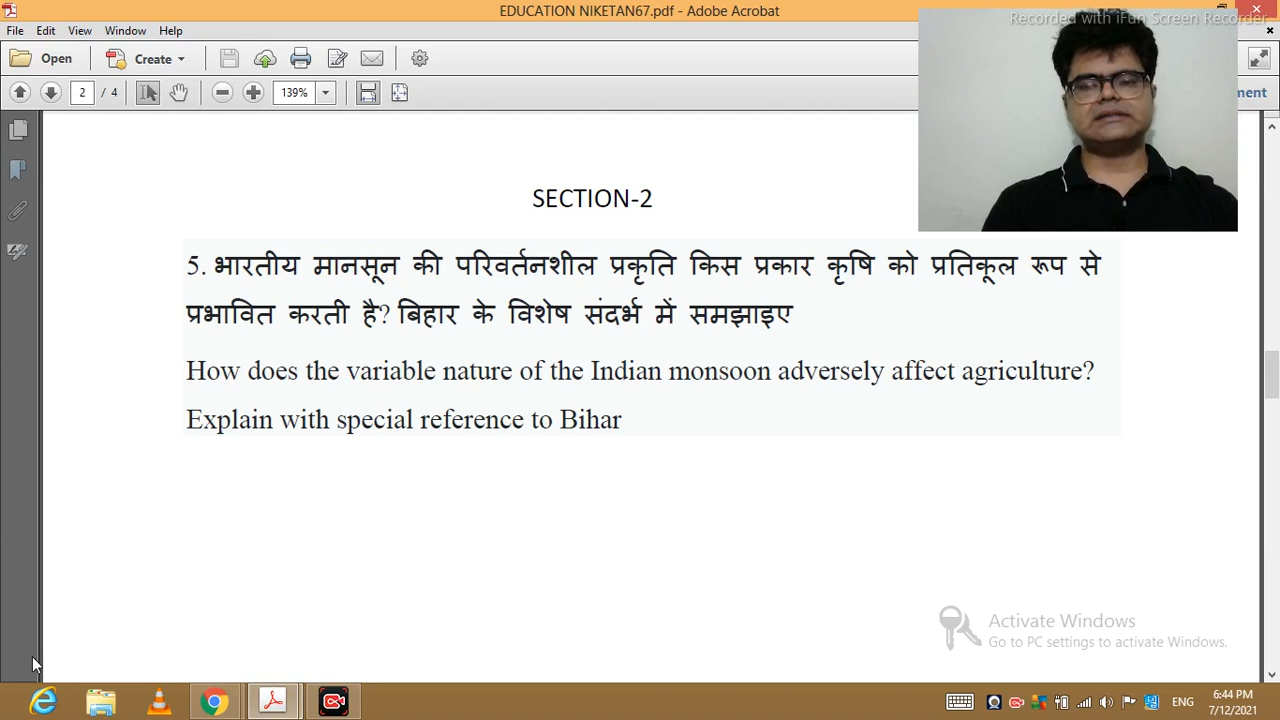 EDUCATION NIKETAN67.pdf - Adobe Acrobat
Recorded with iFun Screen Recorder
File Edit View Window Help
Open Create
2 / 4 139% ment
SECTION-2
5. भारतीय मानसून की परिवर्तनशील प्रकृति किस प्रकार कृषि को प्रतिकूल रूप से
प्रभावित करती है? बिहार के विशेष संदर्भ में समझाइए
How does the variable nature of the Indian monsoon adversely affect agriculture?
Explain with special reference to Bihar
Activate Windows
Go to PC settings to activate Windows.
ENG
6:44 PM
7/12/2021